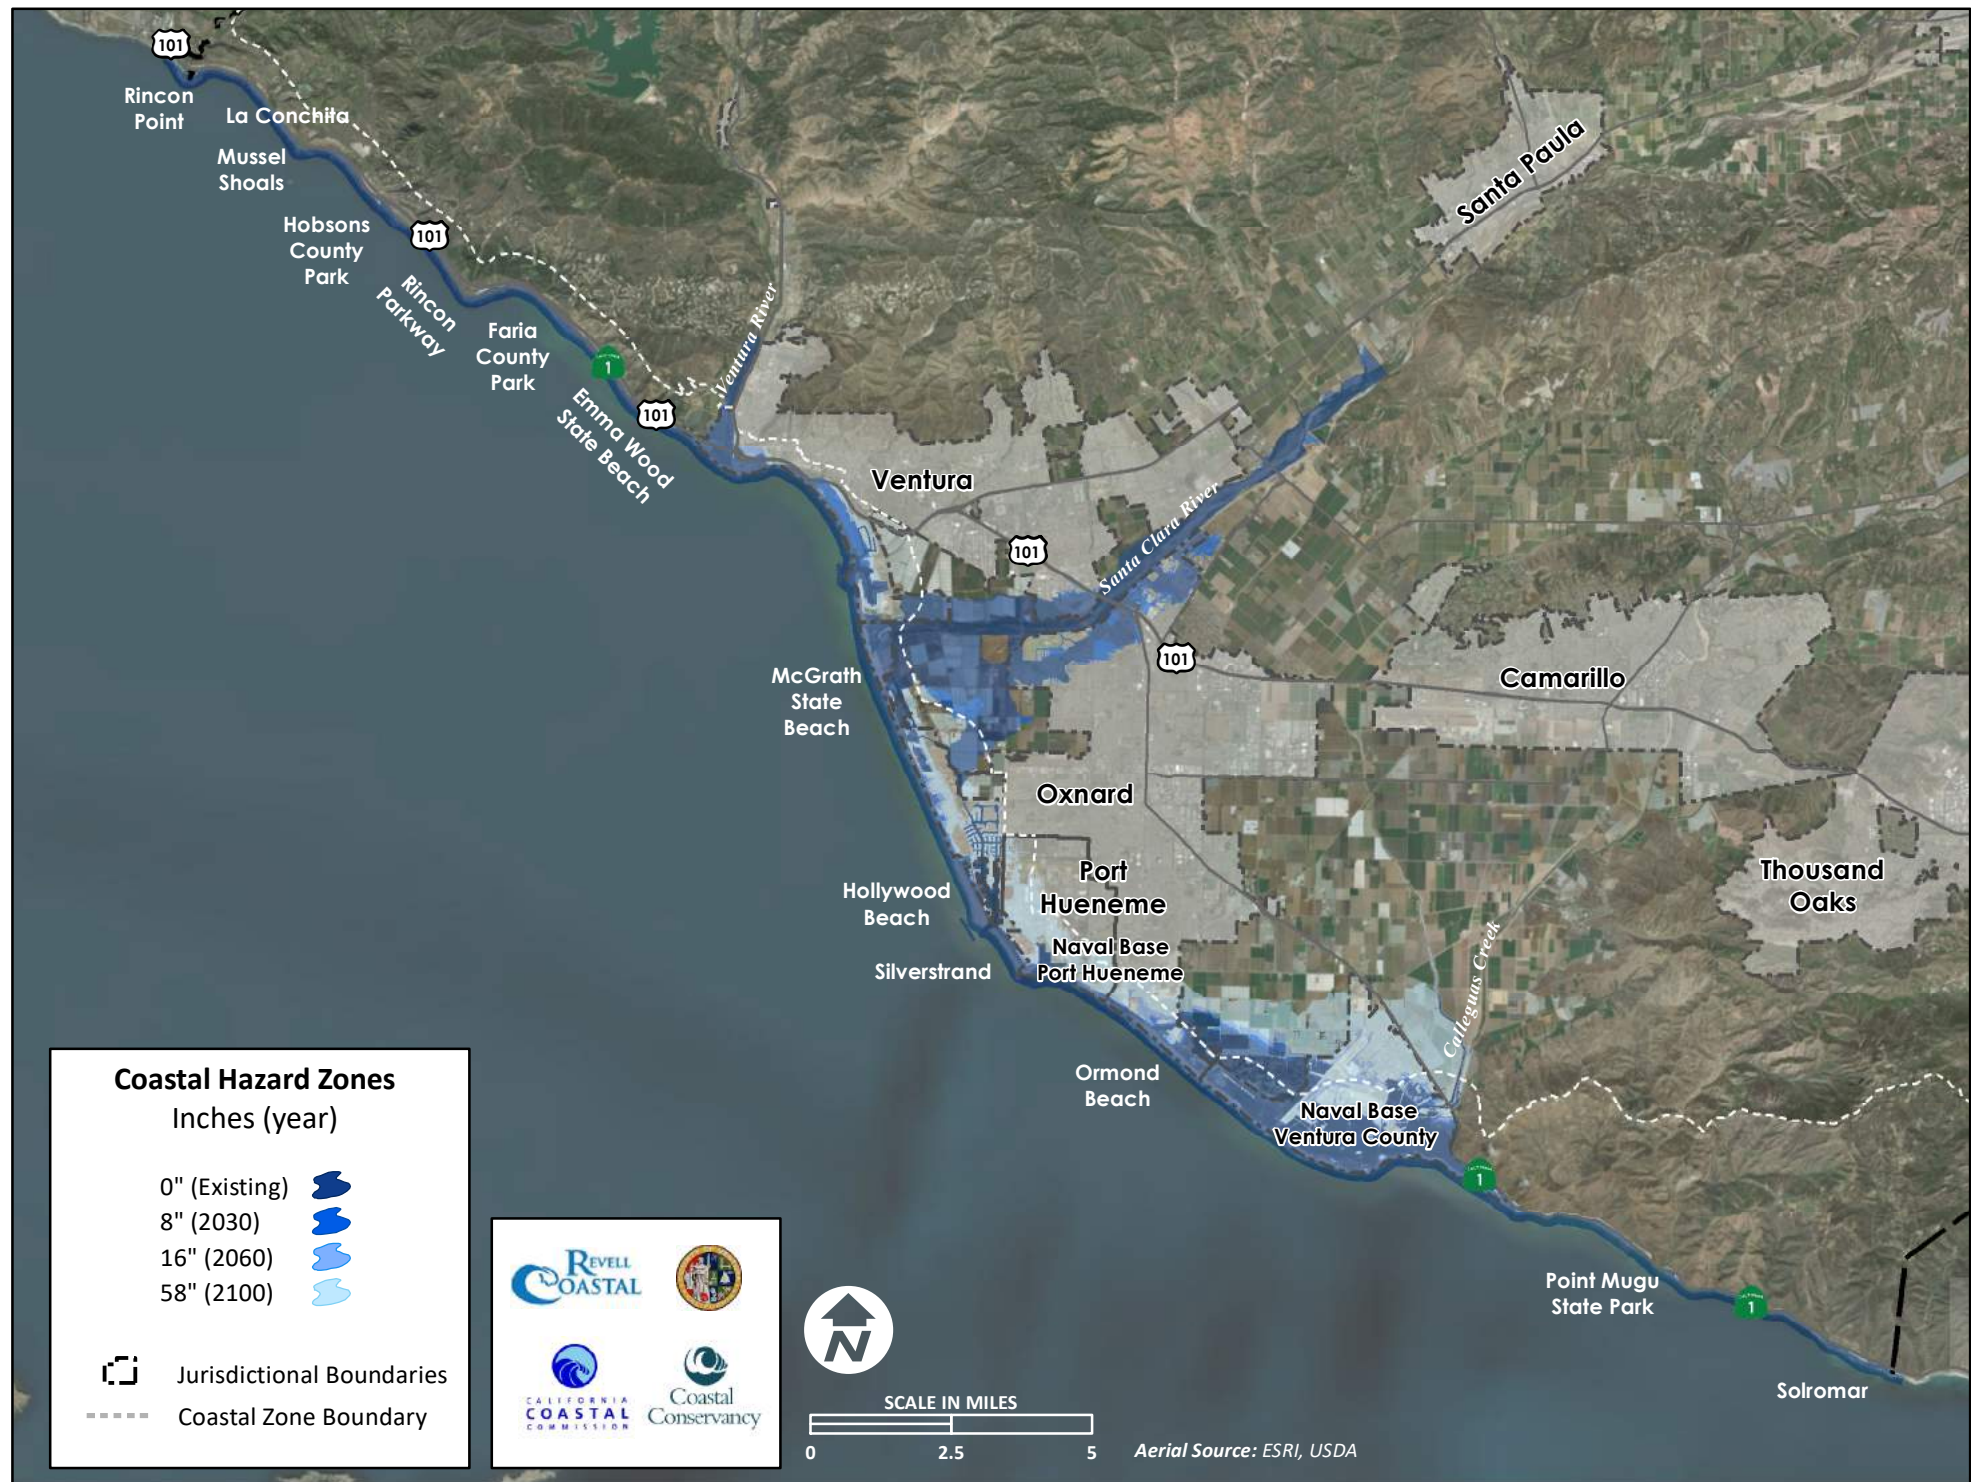 101
Rincon
Point
La Conchita
Mussel
Shoals
Hobsons
County
Park
101
Rincon
Parkway
Faria
County
Park
CALIFORNIA
1
101
Emma Wood
State Beach
Ventura River
Santa Paula
Ventura
101
Santa Clara River
101
McGrath
State
Beach
Camarillo
Oxnard
Thousand
Oaks
Port
Hueneme
Hollywood
Beach
Naval Base
Port Hueneme
Silverstrand
Calleguas Creek
Ormond
Beach
Naval Base
Ventura County
CALIFORNIA
1
Point Mugu
State Park
CALIFORNIA
1
Solromar
Coastal Hazard Zones
Inches (year)
0" (Existing)
8" (2030)
16" (2060)
58" (2100)
Jurisdictional Boundaries
Coastal Zone Boundary
REVELL
COASTAL
CALIFORNIA
COASTAL
COMMISSION
Coastal
Conservancy
N
SCALE IN MILES
0 2.5 5
Aerial Source: ESRI, USDA